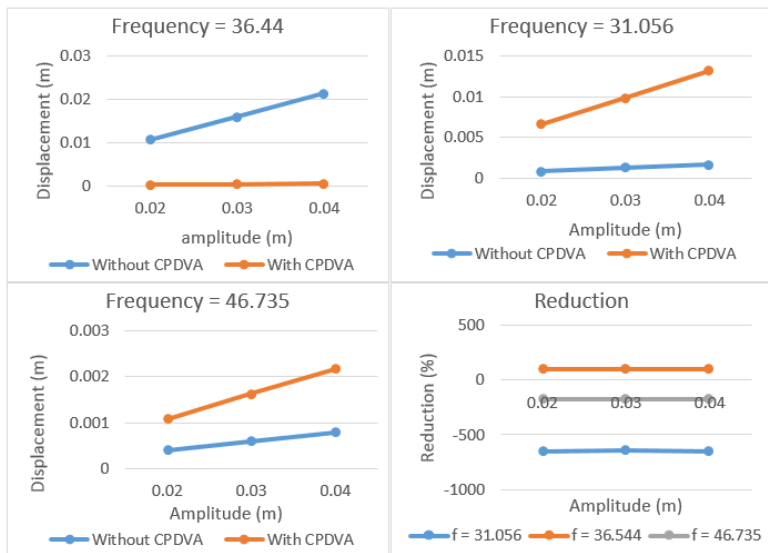 Frequency = 36.44
0.03
0.02
0.01
0
Displacement (m)
0.02 0.03 0.04
amplitude (m)
Without CPDVA With CPDVA
Frequency = 31.056
0.015
0.01
0.005
0
Displacement (m)
0.02 0.03 0.04
Amplitude (m)
Without CPDVA With CPDVA
Frequency = 46.735
0.003
0.002
0.001
0
Displacement (m)
0.02 0.03 0.04
Amplitude (m)
Without CPDVA With CPDVA
Reduction
500
0
-500
-1000
Reduction (%)
0.02 0.03 0.04
Amplitude (m)
f = 31.056 f = 36.544 f = 46.735